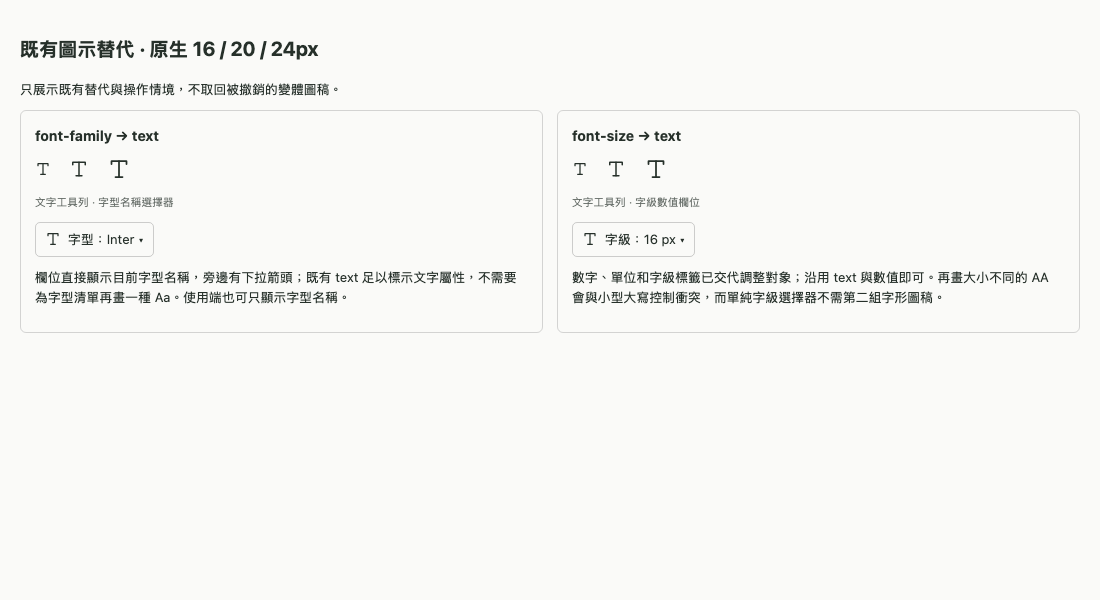 既有圖示替代 · 原生 16 / 20 / 24px
只展示既有替代與操作情境，不取回被撤銷的變體圖稿。
font-family → text
文字工具列 · 字型名稱選擇器
字型：Inter ▾
欄位直接顯示目前字型名稱，旁邊有下拉箭頭；既有 text 足以標示文字屬性，不需要
為字型清單再畫一種 Aa。使用端也可只顯示字型名稱。
font-size → text
文字工具列 · 字級數值欄位
字級：16 px ▾
數字、單位和字級標籤已交代調整對象；沿用 text 與數值即可。再畫大小不同的 AA
會與小型大寫控制衝突，而單純字級選擇器不需第二組字形圖稿。